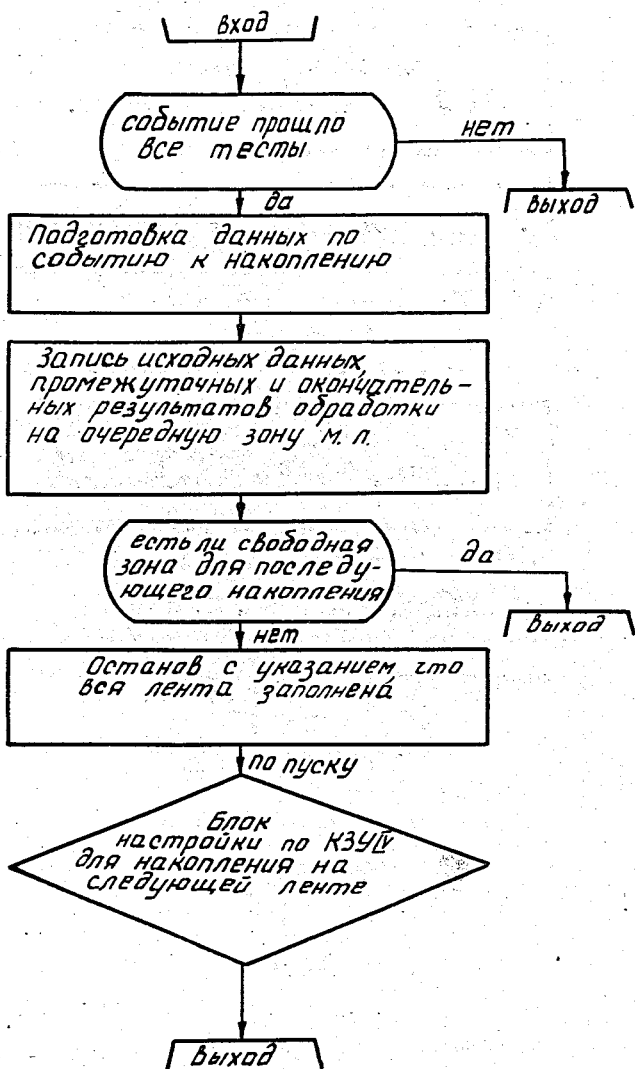 вход
событие прошло
все тесты
нет
выход
да
Подготовка данных по
событию к накоплению
Запись исходных данных,
промежуточных и окончатель-
ных результатов обработки
на очередную зону м.л.
есть ли свободная
зона для последу-
ющего накопления
да
выход
нет
Останов с указанием, что
вся лента заполнена
по пуску
Блок
настройки по КЗУIV
для накопления на
следующей ленте
выход